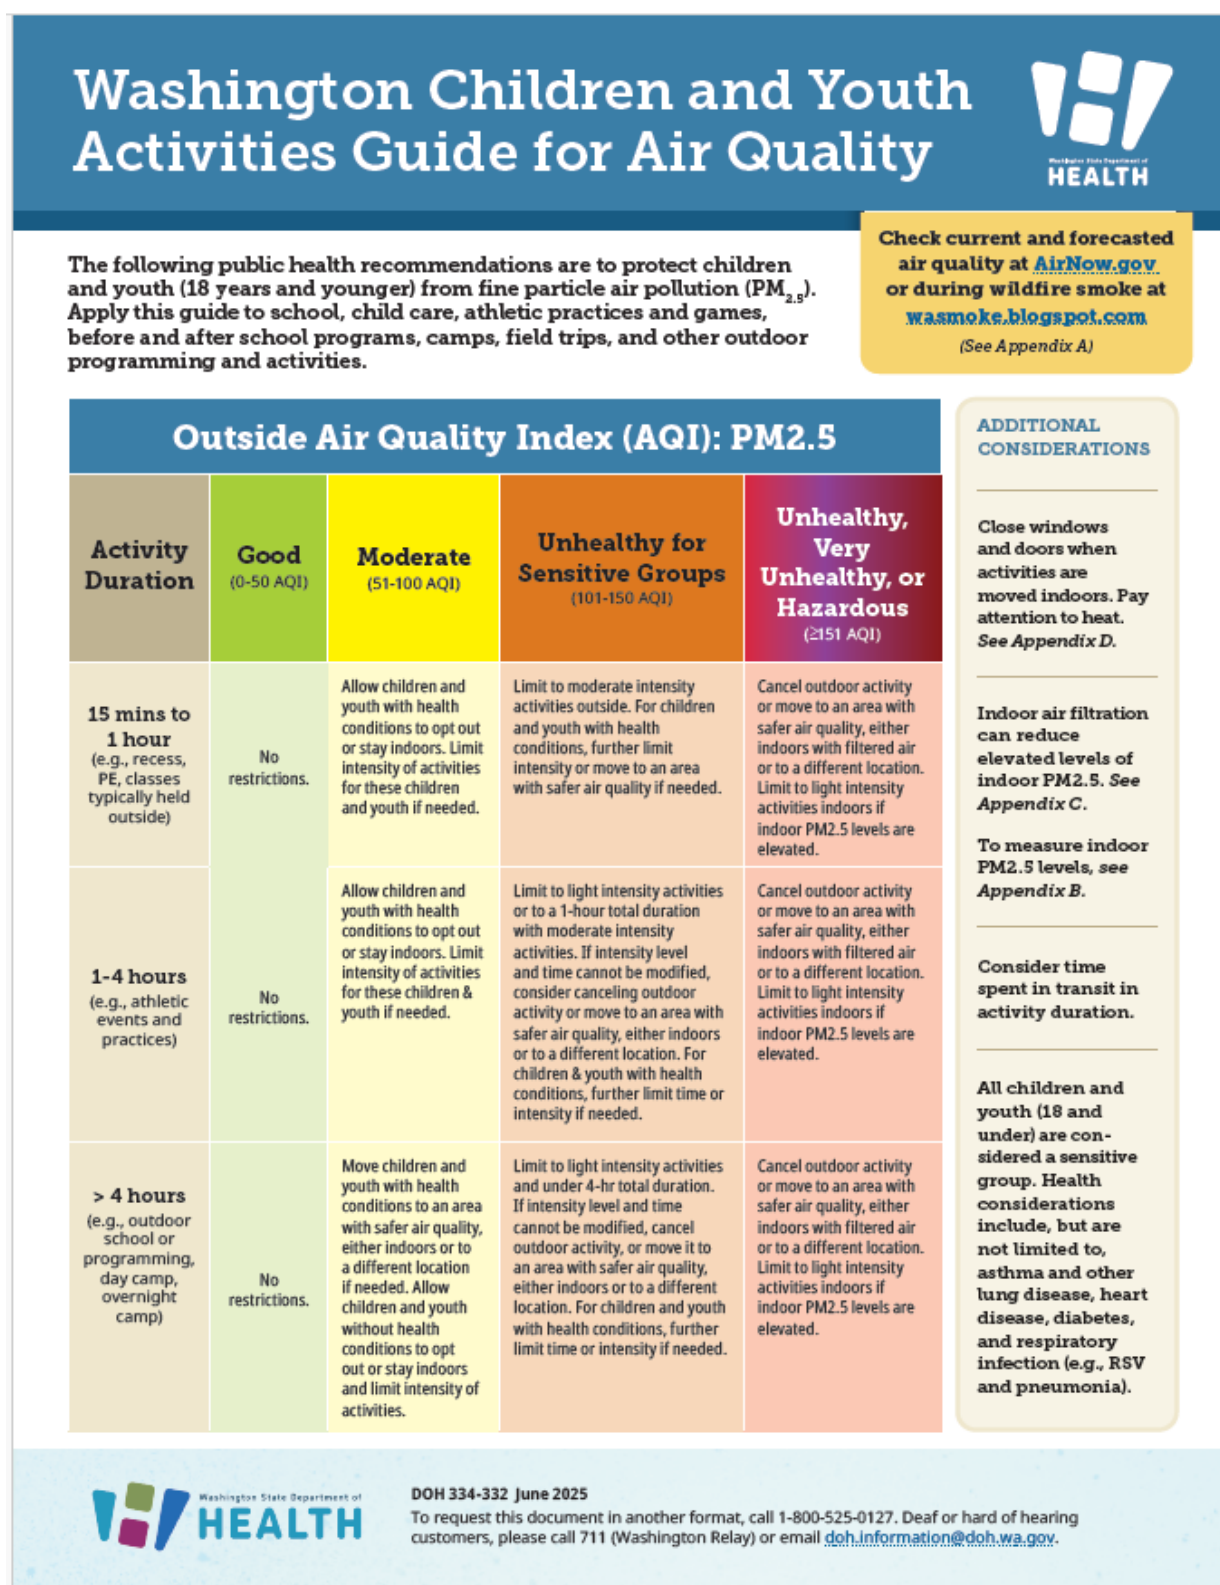 Washington Children and Youth
Activities Guide for Air Quality
Washington State Department of
HEALTH
The following public health recommendations are to protect children
and youth (18 years and younger) from fine particle air pollution (PM2.5).
Apply this guide to school, child care, athletic practices and games,
before and after school programs, camps, field trips, and other outdoor
programming and activities.
Check current and forecasted
air quality at AirNow.gov
or during wildfire smoke at
wasmoke.blogspot.com
(See Appendix A)
Outside Air Quality Index (AQI): PM2.5
Activity
Duration
Good
(0-50 AQI)
Moderate
(51-100 AQI)
Unhealthy for
Sensitive Groups
(101-150 AQI)
Unhealthy,
Very
Unhealthy, or
Hazardous
(≥151 AQI)
15 mins to
1 hour
(e.g., recess,
PE, classes
typically held
outside)
No
restrictions.
Allow children and
youth with health
conditions to opt out
or stay indoors. Limit
intensity of activities
for these children
and youth if needed.
Limit to moderate intensity
activities outside. For children
and youth with health
conditions, further limit
intensity or move to an area
with safer air quality if needed.
Cancel outdoor activity
or move to an area with
safer air quality, either
indoors with filtered air
or to a different location.
Limit to light intensity
activities indoors if
indoor PM2.5 levels are
elevated.
1-4 hours
(e.g., athletic
events and
practices)
No
restrictions.
Allow children and
youth with health
conditions to opt out
or stay indoors. Limit
intensity of activities
for these children &
youth if needed.
Limit to light intensity activities
or to a 1-hour total duration
with moderate intensity
activities. If intensity level
and time cannot be modified,
consider canceling outdoor
activity or move to an area with
safer air quality, either indoors
or to a different location. For
children & youth with health
conditions, further limit time or
intensity if needed.
Cancel outdoor activity
or move to an area with
safer air quality, either
indoors with filtered air
or to a different location.
Limit to light intensity
activities indoors if
indoor PM2.5 levels are
elevated.
> 4 hours
(e.g., outdoor
school or
programming,
day camp,
overnight
camp)
No
restrictions.
Move children and
youth with health
conditions to an area
with safer air quality,
either indoors or to
a different location
if needed. Allow
children and youth
without health
conditions to opt
out or stay indoors
and limit intensity of
activities.
Limit to light intensity activities
and under 4-hr total duration.
If intensity level and time
cannot be modified, cancel
outdoor activity, or move it to
an area with safer air quality,
either indoors or to a different
location. For children and youth
with health conditions, further
limit time or intensity if needed.
Cancel outdoor activity
or move to an area with
safer air quality, either
indoors with filtered air
or to a different location.
Limit to light intensity
activities indoors if
indoor PM2.5 levels are
elevated.
ADDITIONAL
CONSIDERATIONS
Close windows
and doors when
activities are
moved indoors. Pay
attention to heat.
See Appendix D.
Indoor air filtration
can reduce
elevated levels of
indoor PM2.5. See
Appendix C.
To measure indoor
PM2.5 levels, see
Appendix B.
Consider time
spent in transit in
activity duration.
All children and
youth (18 and
under) are con-
sidered a sensitive
group. Health
considerations
include, but are
not limited to,
asthma and other
lung disease, heart
disease, diabetes,
and respiratory
infection (e.g., RSV
and pneumonia).
Washington State Department of
HEALTH
DOH 334-332 June 2025
To request this document in another format, call 1-800-525-0127. Deaf or hard of hearing
customers, please call 711 (Washington Relay) or email doh.information@doh.wa.gov.